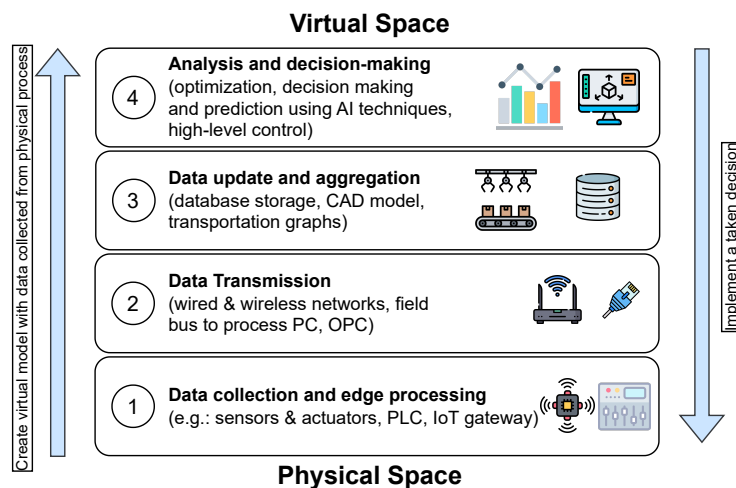 Virtual Space
Create virtual model with data collected from physical process
4
Analysis and decision-making
(optimization, decision making
and prediction using AI techniques,
high-level control)
3
Data update and aggregation
(database storage, CAD model,
transportation graphs)
2
Data Transmission
(wired & wireless networks, field
bus to process PC, OPC)
1
Data collection and edge processing
(e.g.: sensors & actuators, PLC, IoT gateway)
Implement a taken decision
Physical Space